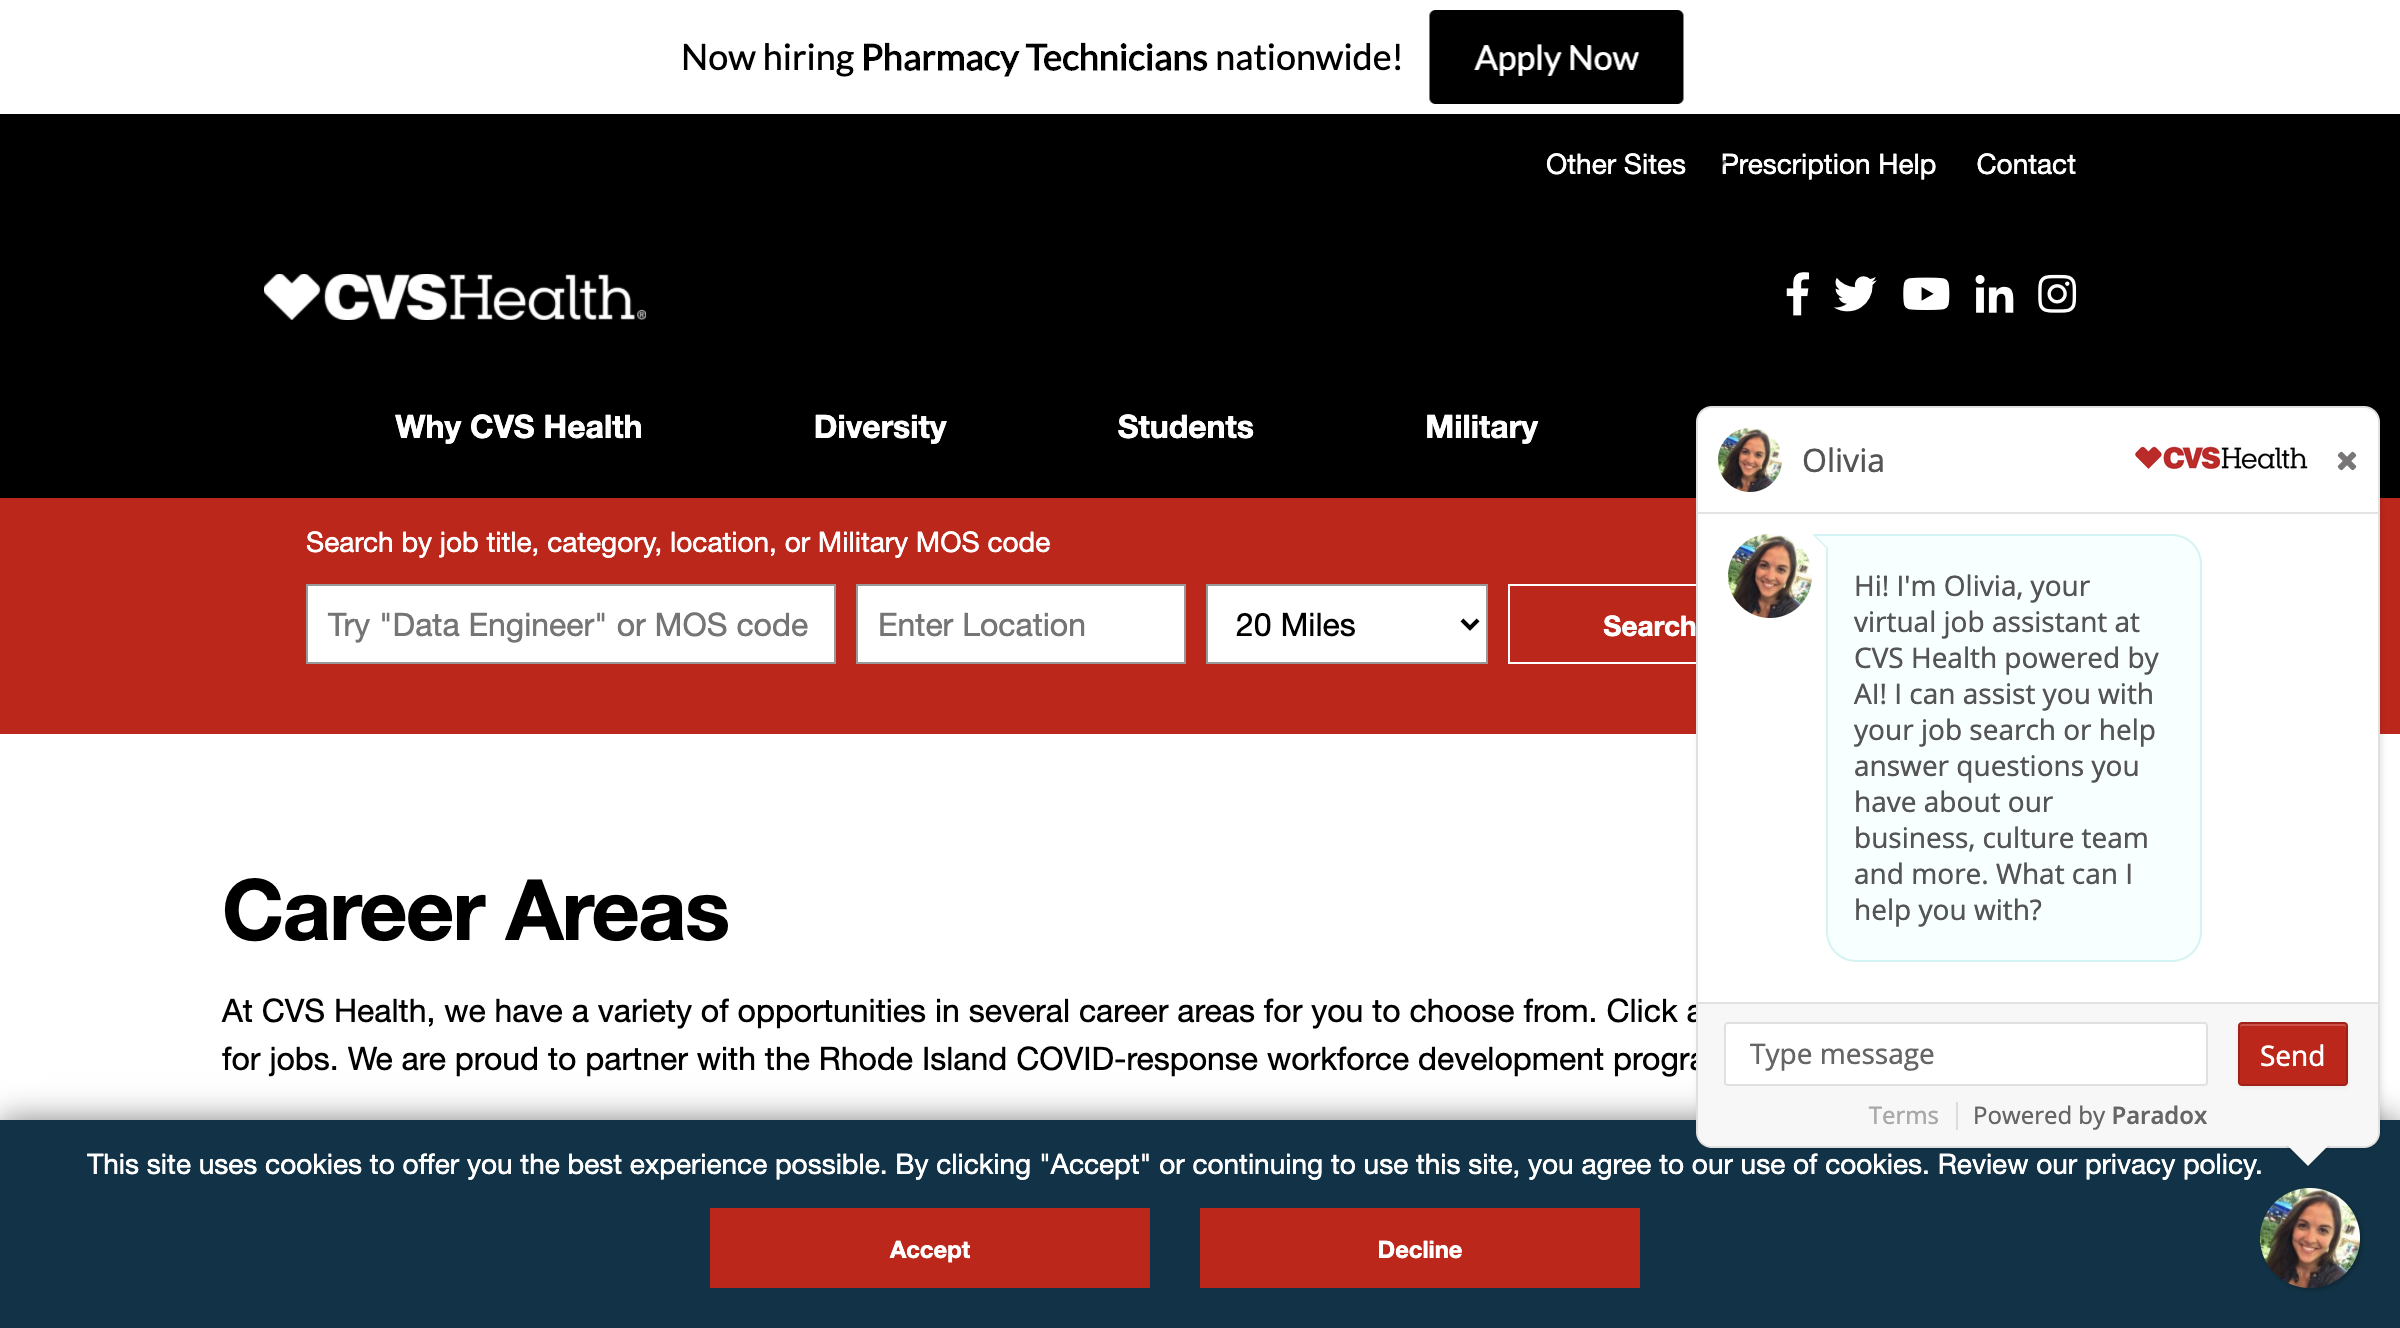 Now hiring Pharmacy Technicians nationwide!
Apply Now
Other Sites
Prescription Help
Contact
CVSHealth®
Why CVS Health
Diversity
Students
Military
Search by job title, category, location, or Military MOS code
Try "Data Engineer" or MOS code
Enter Location
20 Miles
Search
Career Areas
At CVS Health, we have a variety of opportunities in several career areas for you to choose from. Click
for jobs. We are proud to partner with the Rhode Island COVID-response workforce development
Olivia
CVSHealth
Hi! I'm Olivia, your
virtual job assistant at
CVS Health powered by
AI! I can assist you with
your job search or help
answer questions you
have about our
business, culture team
and more. What can I
help you with?
Type message
Send
Terms
Powered by Paradox
This site uses cookies to offer you the best experience possible. By clicking "Accept" or continuing to use this site, you agree to our use of cookies. Review our privacy policy.
Accept
Decline